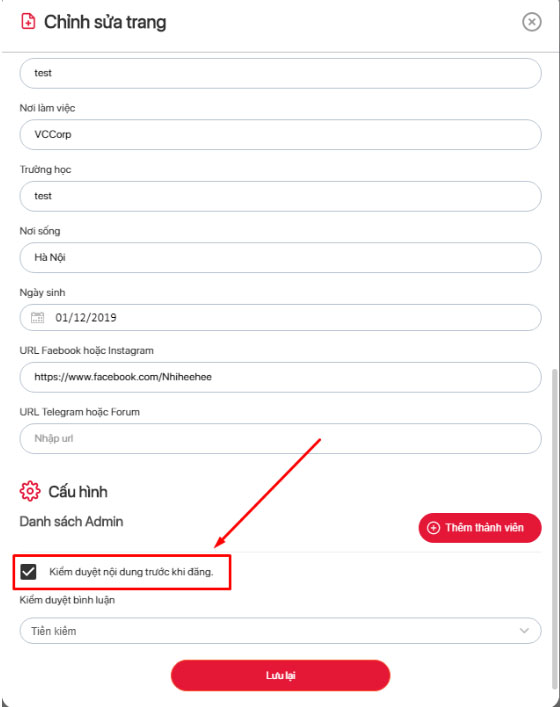 Chỉnh sửa trang
test
Nơi làm việc
VCCorp
Trường học
test
Nơi sống
Hà Nội
Ngày sinh
01/12/2019
URL Faebook hoặc Instagram
https://www.facebook.com/Nhiheehee
URL Telegram hoặc Forum
Nhập url
Cấu hình
Danh sách Admin
Thêm thành viên
Kiểm duyệt nội dung trước khi đăng.
Kiểm duyệt bình luận
Tiền kiểm
Lưu lại